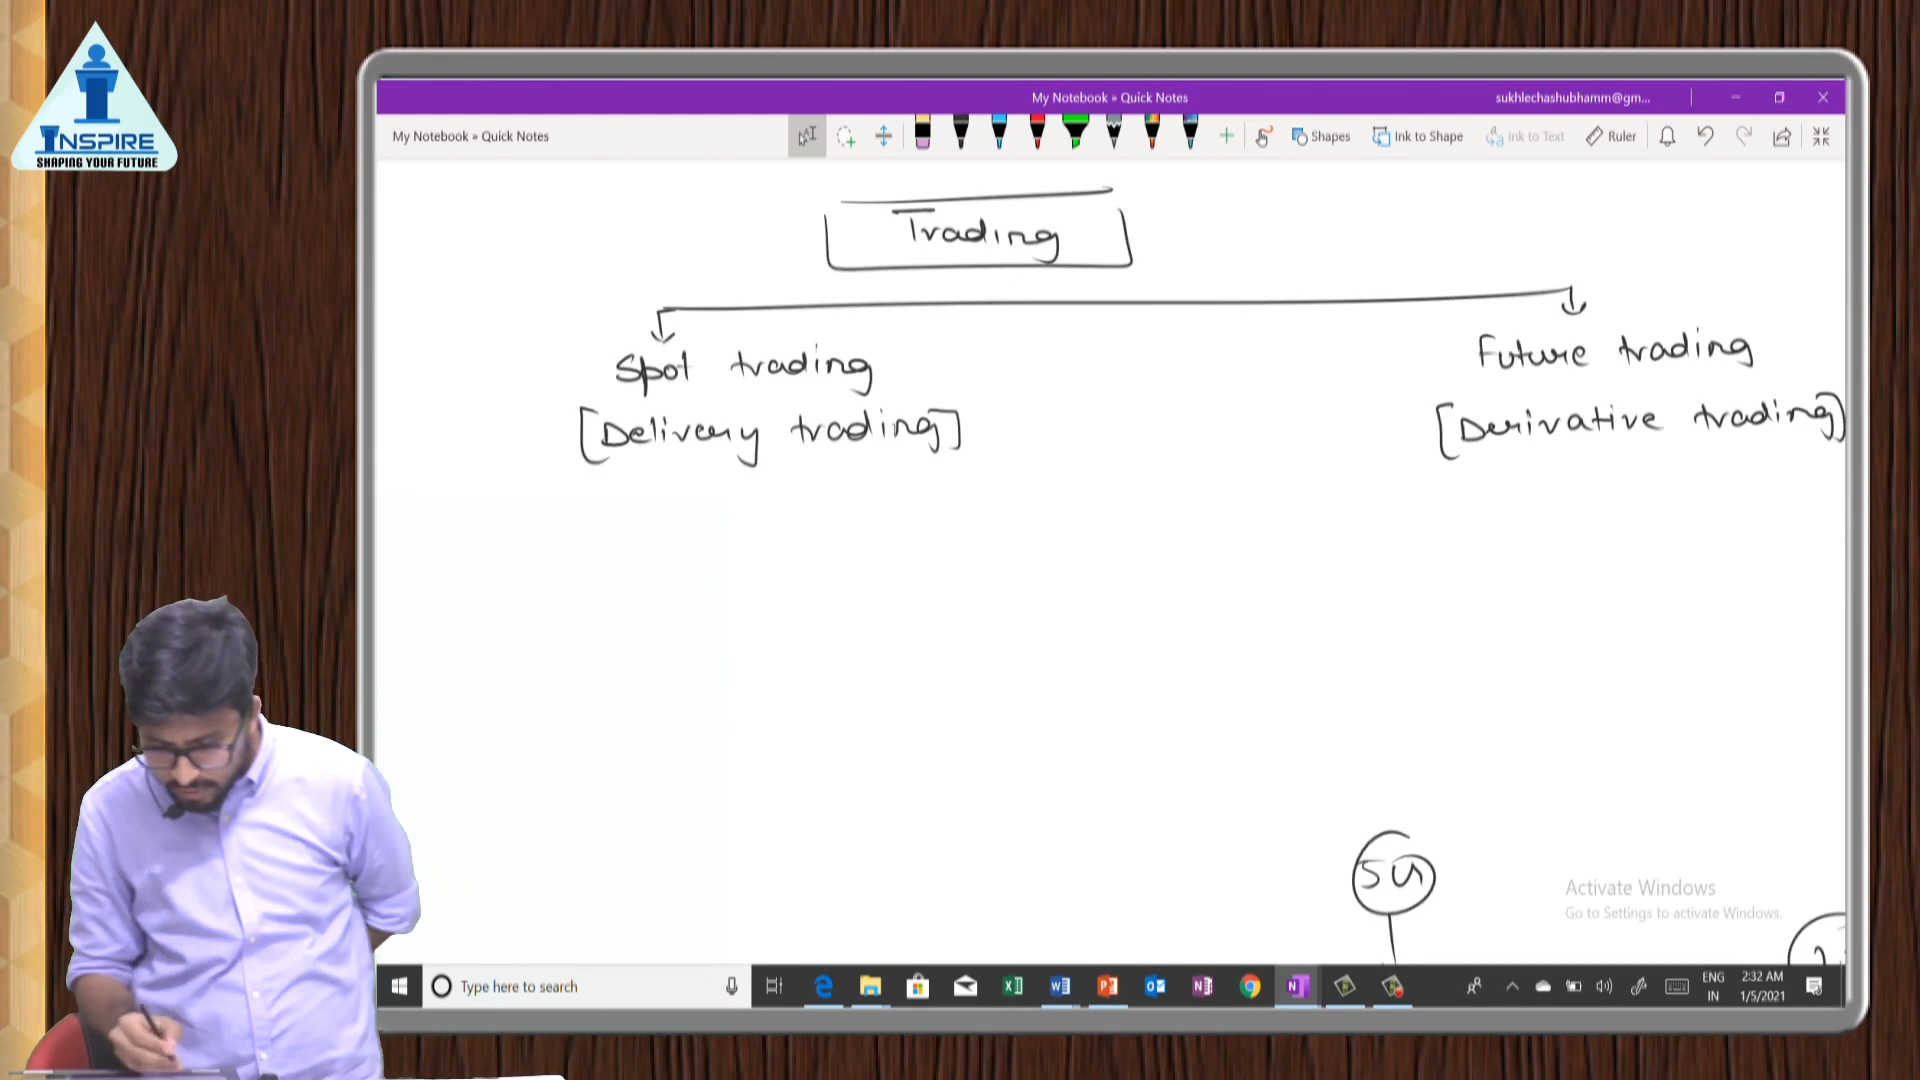 INSPIRE
SHAPING YOUR FUTURE
My Notebook » Quick Notes
sukhlechashubhamm@gm...
My Notebook » Quick Notes
Shapes
Ink to Shape
Ink to Text
Ruler
Trading
Spot trading
Future trading
[Delivery trading]
[Derivative trading]
Activate Windows
Go to Settings to activate Windows.
Type here to search
ENG
IN
2:32 AM
1/5/2021